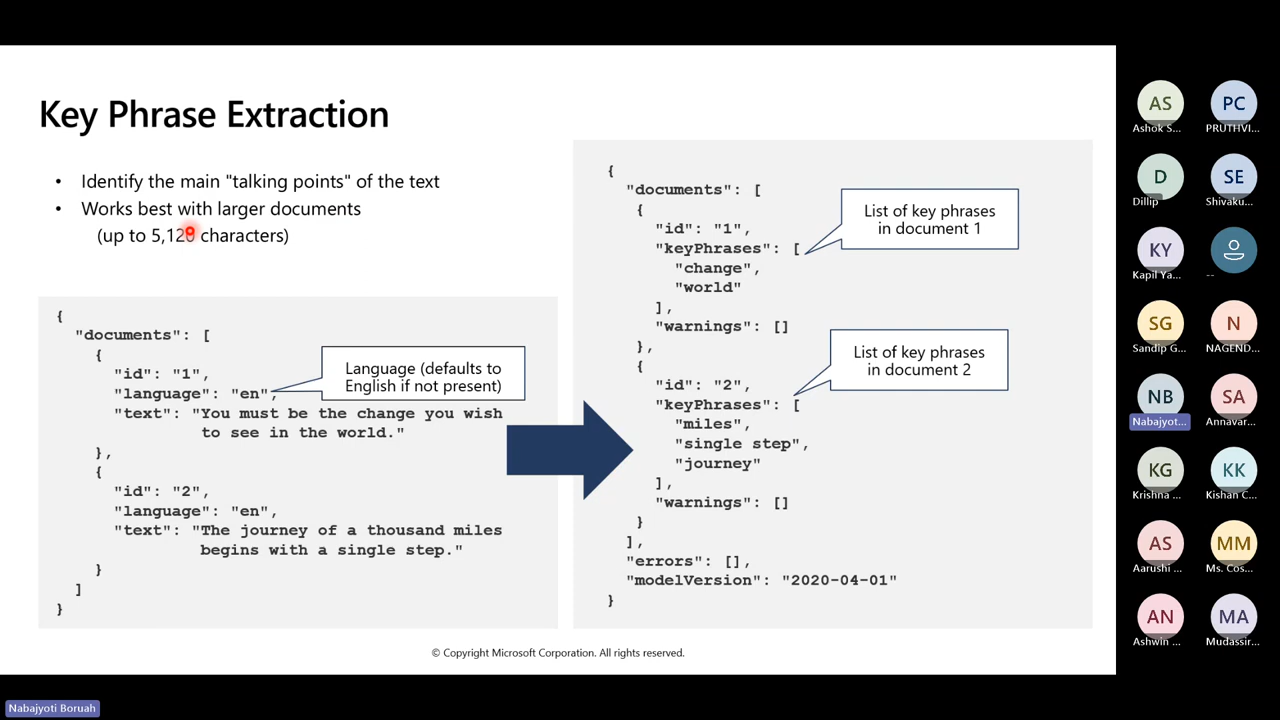 Key Phrase Extraction
• Identify the main "talking points" of the text
• Works best with larger documents
(up to 5,120 characters)
{
"documents": [
{
"id": "1",
"language": "en",
"text": "You must be the change you wish
to see in the world."
},
{
"id": "2",
"language": "en",
"text": "The journey of a thousand miles
begins with a single step."
}
]
}
Language (defaults to
English if not present)
{
"documents": [
{
"id": "1",
"keyPhrases": [
"change",
"world"
],
"warnings": []
},
{
"id": "2",
"keyPhrases": [
"miles",
"single step",
"journey"
],
"warnings": []
}
],
"errors": [],
"modelVersion": "2020-04-01"
}
List of key phrases
in document 1
List of key phrases
in document 2
© Copyright Microsoft Corporation. All rights reserved.
AS
Ashok S...
PC
PRUTHVI...
D
Dillip
SE
Shivaku...
KY
Kapil Ya...
--
SG
Sandip G...
N
NAGEND...
NB
Nabajyot...
SA
Annavar...
KG
Krishna ...
KK
Kishan C...
AS
Aarushi ...
MM
Ms. Cos...
AN
Ashwin ...
MA
Mudassir...
Nabajyoti Boruah